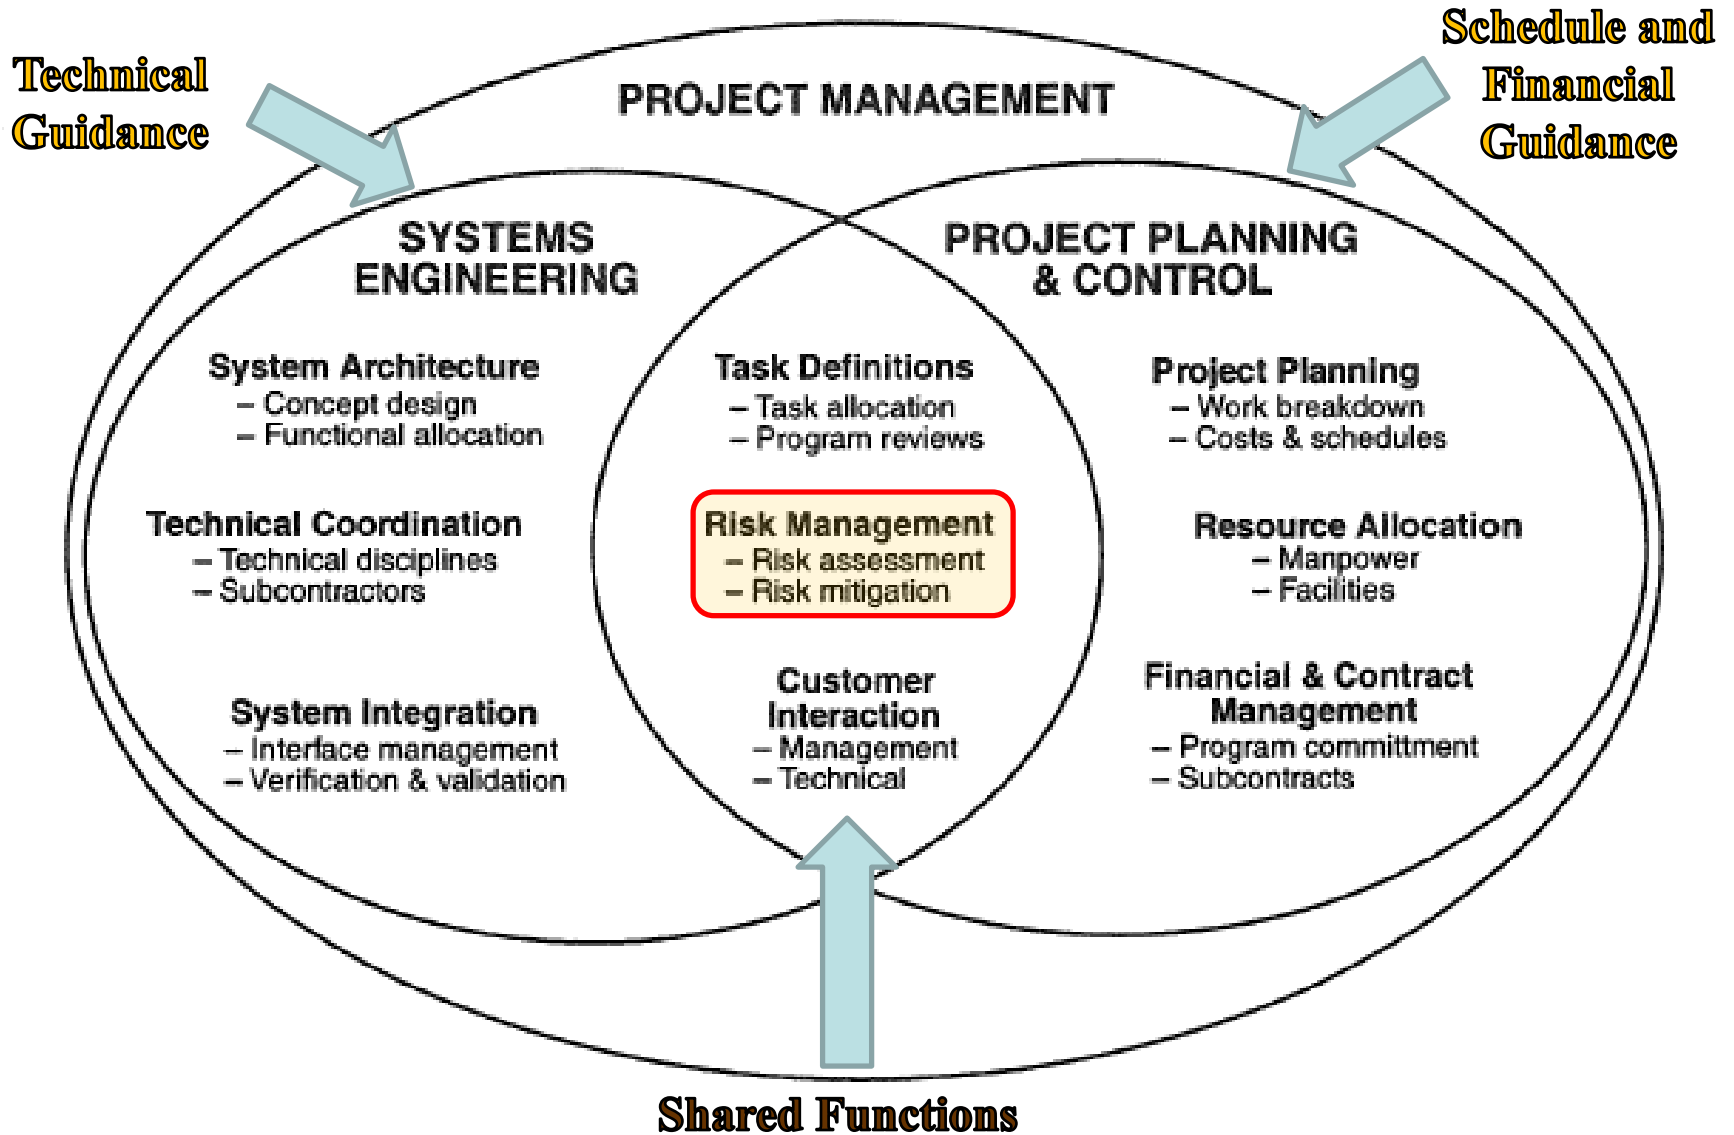 Technical
Guidance
Schedule and
Financial
Guidance
PROJECT MANAGEMENT
SYSTEMS
ENGINEERING
System Architecture
– Concept design
– Functional allocation
Technical Coordination
– Technical disciplines
– Subcontractors
System Integration
– Interface management
– Verification & validation
Task Definitions
– Task allocation
– Program reviews
Risk Management
– Risk assessment
– Risk mitigation
Customer
Interaction
– Management
– Technical
PROJECT PLANNING
& CONTROL
Project Planning
– Work breakdown
– Costs & schedules
Resource Allocation
– Manpower
– Facilities
Financial & Contract
Management
– Program committment
– Subcontracts
Shared Functions